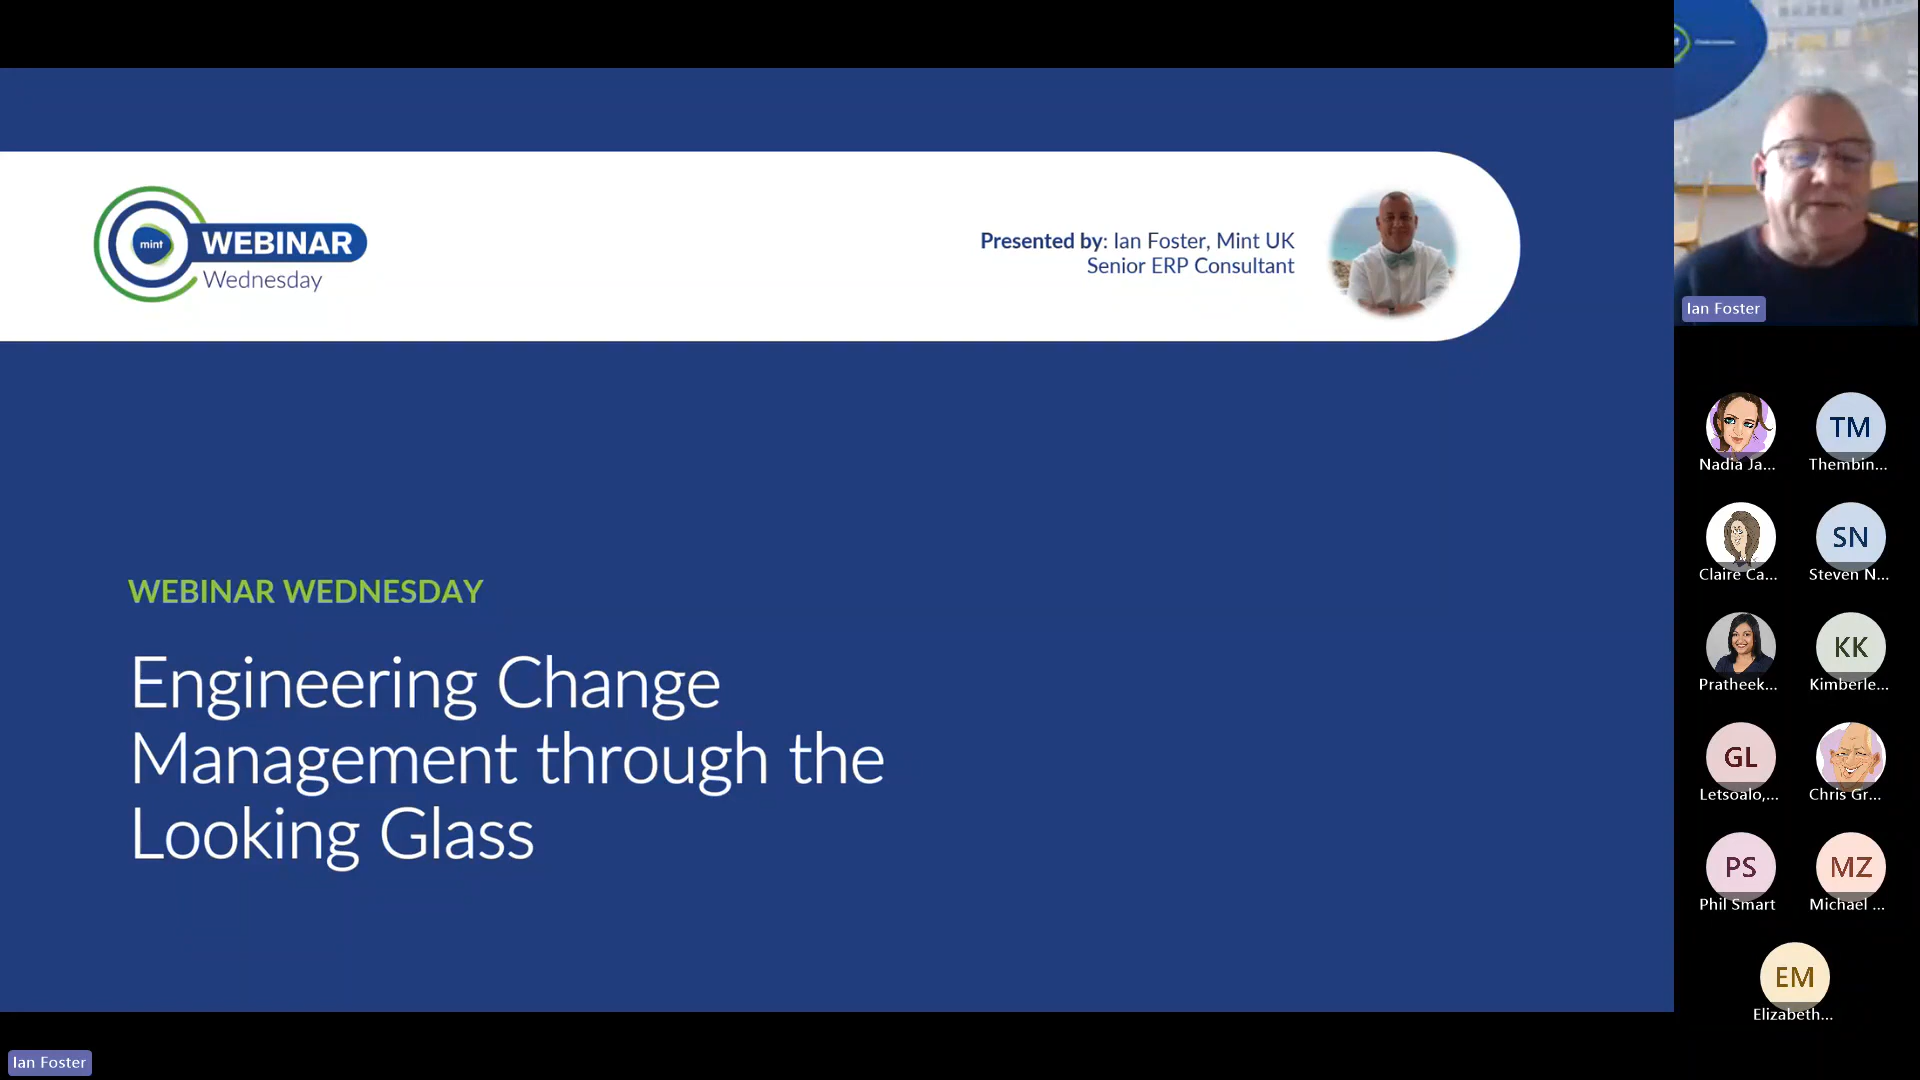 mint
WEBINAR
Wednesday
Presented by: Ian Foster, Mint UK
Senior ERP Consultant
WEBINAR WEDNESDAY
Engineering Change
Management through the
Looking Glass
Ian Foster
TM
Nadia Ja...
Thembin...
SN
Claire Ca...
Steven N...
KK
Pratheek...
Kimberle...
GL
Letsoalo,...
Chris Gr...
PS
MZ
Phil Smart
Michael ...
EM
Elizabeth...
Ian Foster